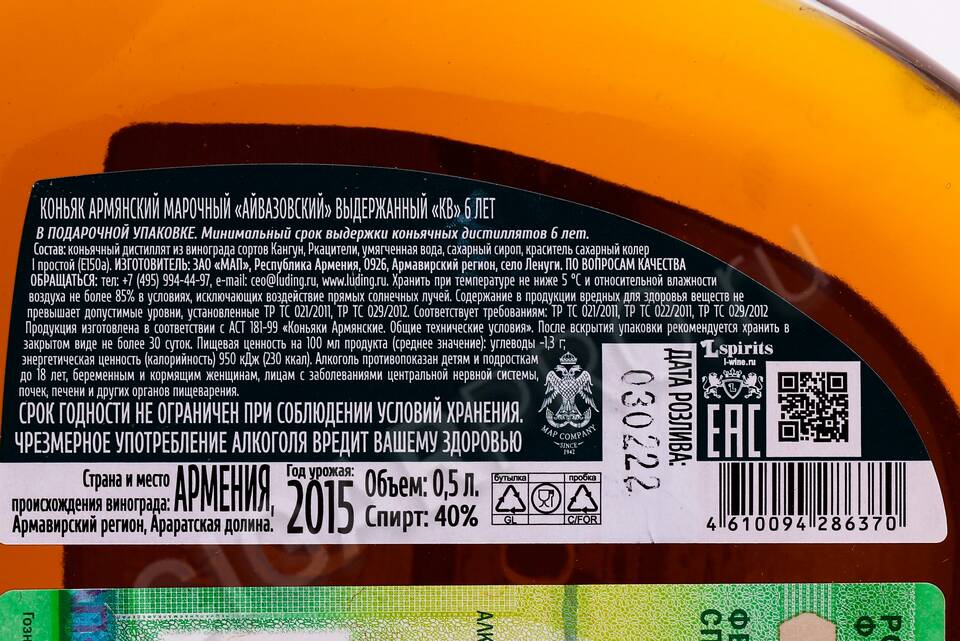 КОНЬЯК АРМЯНСКИЙ МАРОЧНЫЙ «АЙВАЗОВСКИЙ» ВЫДЕРЖАННЫЙ «КВ» 6 ЛЕТ
В ПОДАРОЧНОЙ УПАКОВКЕ. Минимальный срок выдержки коньячных дистиллятов 6 лет.
Состав: коньячный дистиллят из винограда сортов Кангун, Ркацители, умягченная вода, сахарный сироп, краситель сахарный колер
I простой (Е150а). ИЗГОТОВИТЕЛЬ: ЗАО «МАП», Республика Армения, 0926, Армавирский регион, село Ленуги. ПО ВОПРОСАМ КАЧЕСТВА
ОБРАЩАТЬСЯ: тел: +7 (495) 994-44-97, e-mail: ceo@luding.ru, www.luding.ru. Хранить при температуре не ниже 5 °С и относительной влажности
воздуха не более 85% в условиях, исключающих воздействие прямых солнечных лучей. Содержание в продукции вредных для здоровья веществ не
превышает допустимые уровни, установленные ТР ТС 021/2011, ТР ТС 029/2012. Соответствует требованиям: ТР ТС 021/2011, ТР ТС 022/2011, ТР ТС 029/2012
Продукция изготовлена в соответствии с АСТ 181-99 «Коньяки Армянские. Общие технические условия». После вскрытия упаковки рекомендуется хранить в
закрытом виде не более 30 суток. Пищевая ценность на 100 мл продукта (среднее значение): углеводы -1,3 г;
энергетическая ценность (калорийность) 950 кДж (230 ккал). Алкоголь противопоказан детям и подросткам
до 18 лет, беременным и кормящим женщинам, лицам с заболеваниями центральной нервной системы,
почек, печени и других органов пищеварения.
СРОК ГОДНОСТИ НЕ ОГРАНИЧЕН ПРИ СОБЛЮДЕНИИ УСЛОВИЙ ХРАНЕНИЯ.
ЧРЕЗМЕРНОЕ УПОТРЕБЛЕНИЕ АЛКОГОЛЯ ВРЕДИТ ВАШЕМУ ЗДОРОВЬЮ
MAP COMPANY
SINCE
1942
ДАТА РОЗЛИВА:
030222
L spirits
l-wine.ru
EAC
Страна и место
происхождения винограда: АРМЕНИЯ,
Армавирский регион, Араратская долина.
Год урожая:
2015
Объем: 0,5 л.
Спирт: 40%
бутылка
GL
пробка
C/FOR
4 610094 286370